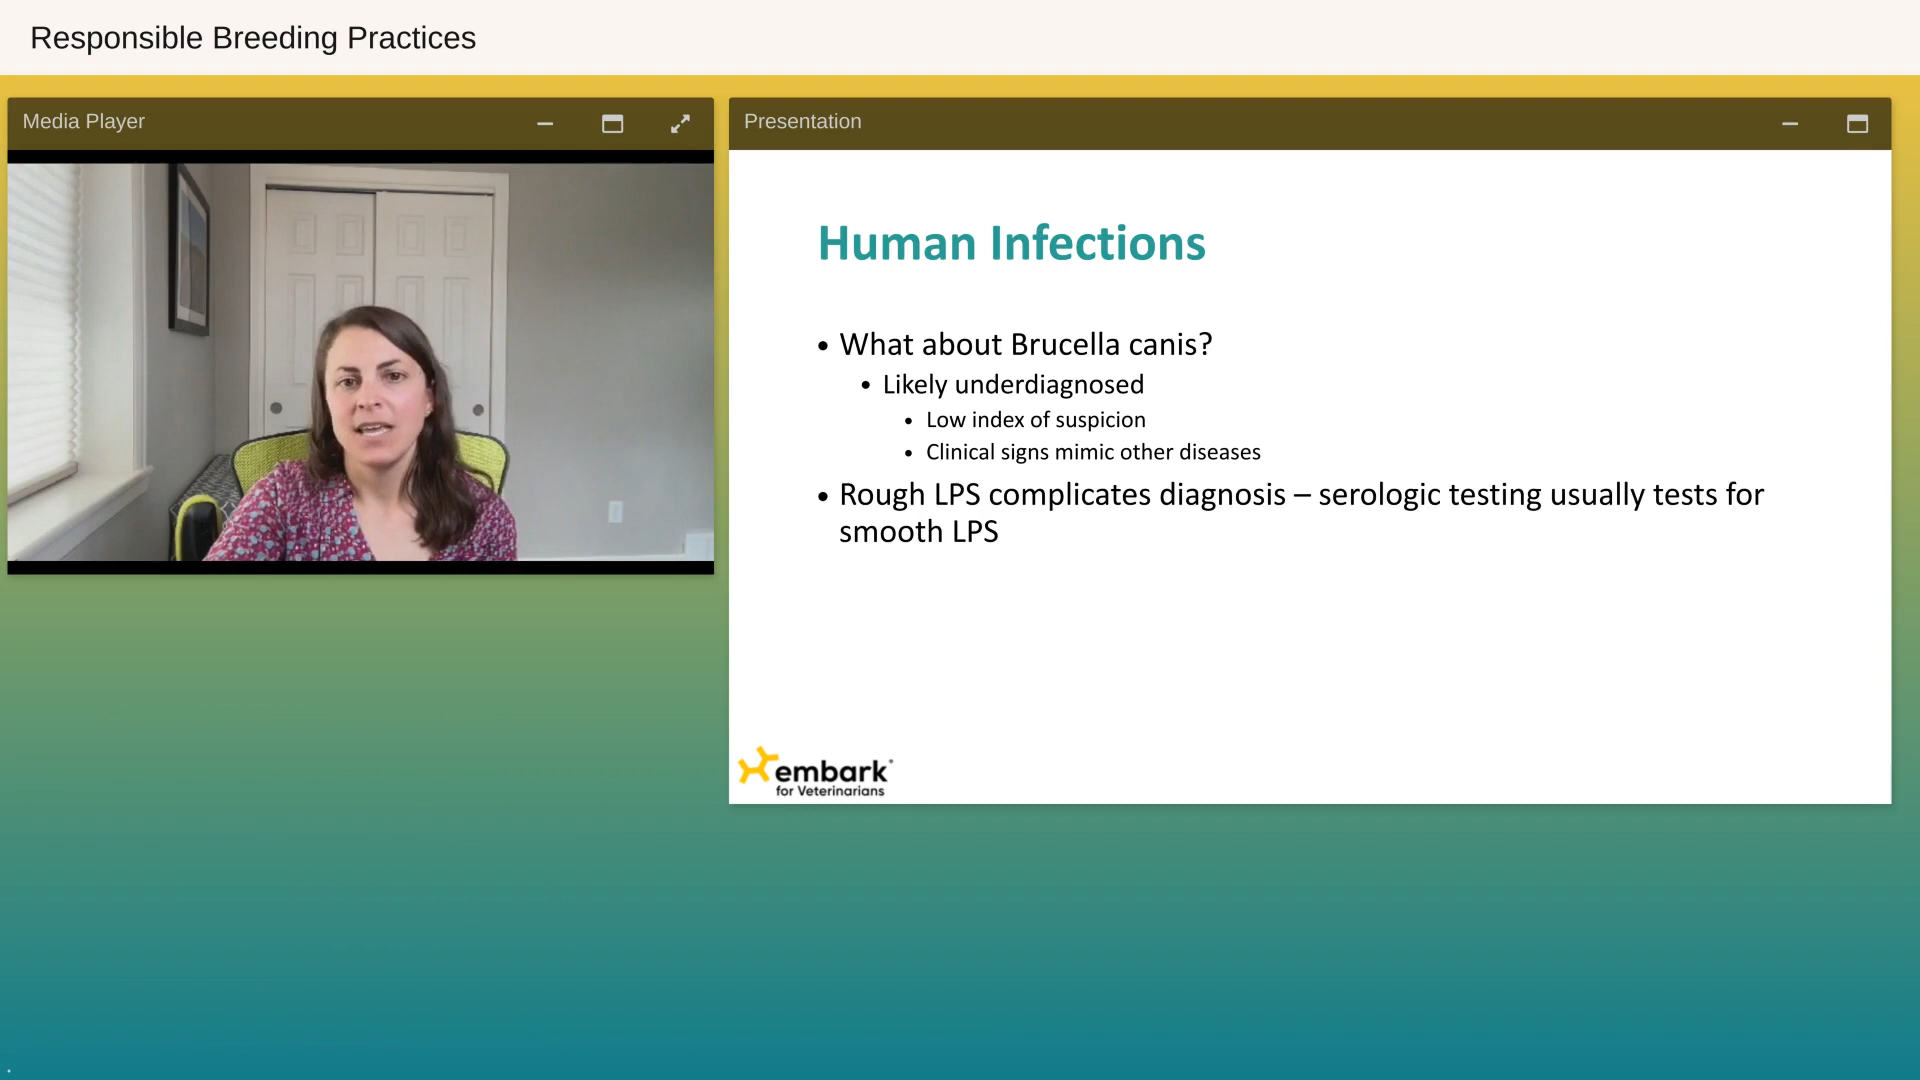 Responsible Breeding Practices
Media Player
Presentation
Human Infections
• What about Brucella canis?
• Likely underdiagnosed
• Low index of suspicion
• Clinical signs mimic other diseases
• Rough LPS complicates diagnosis – serologic testing usually tests for
smooth LPS
embark
for Veterinarians